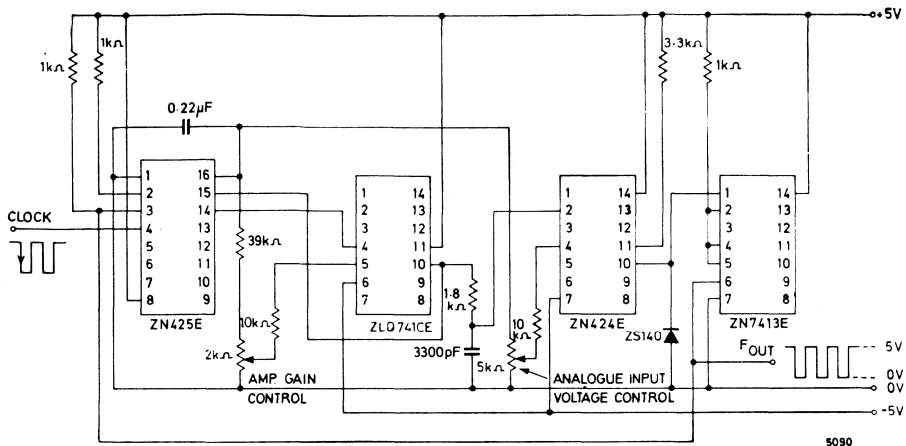 +5V
1kΩ
1kΩ
3·3kΩ
1kΩ
0·22µF
CLOCK
1 16
2 15
3 14
4 13
5 12
6 11
7 10
8 9
ZN425E
39kΩ
10kΩ
2kΩ
AMP. GAIN
CONTROL
1 14
2 13
3 12
4 11
5 10
6 9
7 8
ZLD741CE
1·8
kΩ
3300pF
10
kΩ
5kΩ
ANALOGUE INPUT
VOLTAGE CONTROL
1 14
2 13
3 12
4 11
5 10
6 9
7 8
ZN424E
ZS140
1 14
2 13
3 12
4 11
5 10
6 9
7 8
ZN7413E
FOUT
5V
0V
0V
-5V
5090